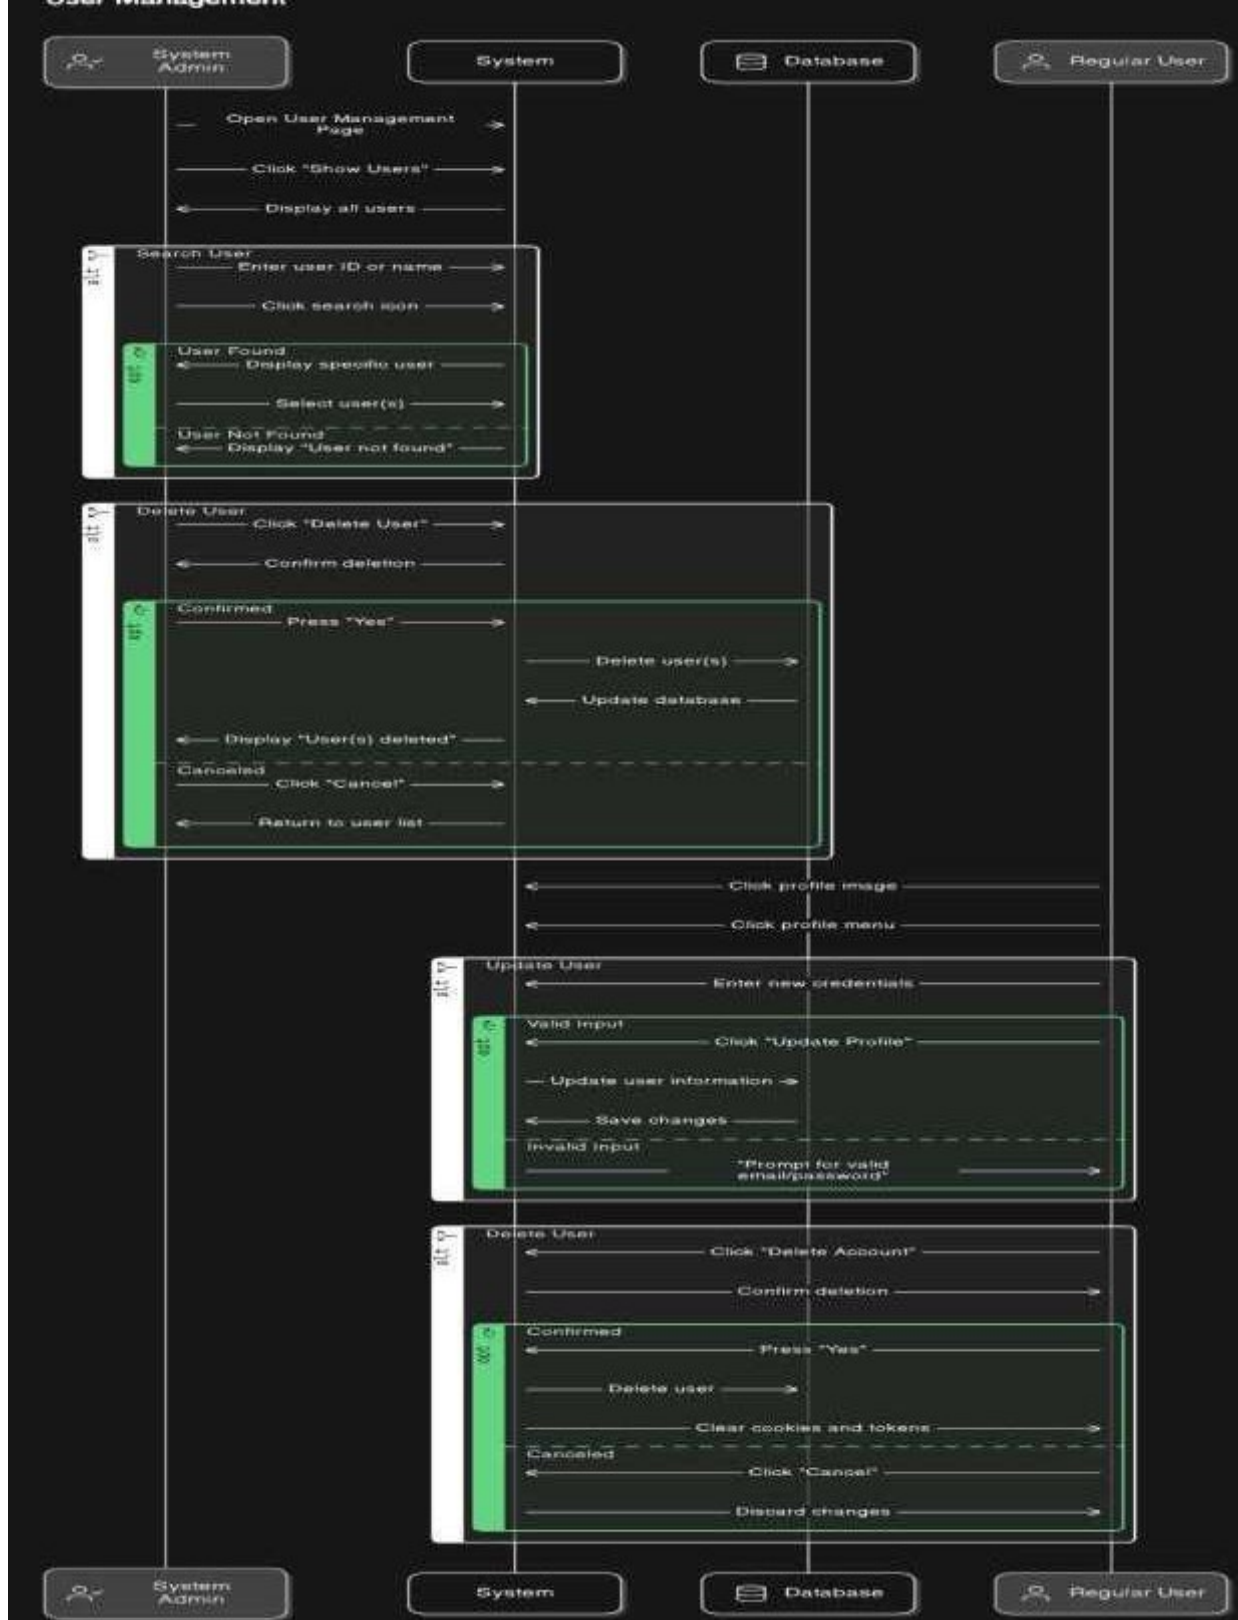 User Management
System
Admin
System
Database
Regular User
Open User Management
Page
Click "Show Users"
Display all users
alt
Search User
Enter user ID or name
Click search icon
opt
User Found
Display specific user
Select user(s)
User Not Found
Display "User not found"
alt
Delete User
Click "Delete User"
Confirm deletion
opt
Confirmed
Press "Yes"
Delete user(s)
Update database
Display "User(s) deleted"
Canceled
Click "Cancel"
Return to user list
Click profile image
Click profile menu
alt
Update User
Enter new credentials
opt
Valid Input
Click "Update Profile"
Update user information
Save changes
Invalid Input
"Prompt for valid
email/password"
alt
Delete User
Click "Delete Account"
Confirm deletion
opt
Confirmed
Press "Yes"
Delete user
Clear cookies and tokens
Canceled
Click "Cancel"
Discard changes
System
Admin
System
Database
Regular User